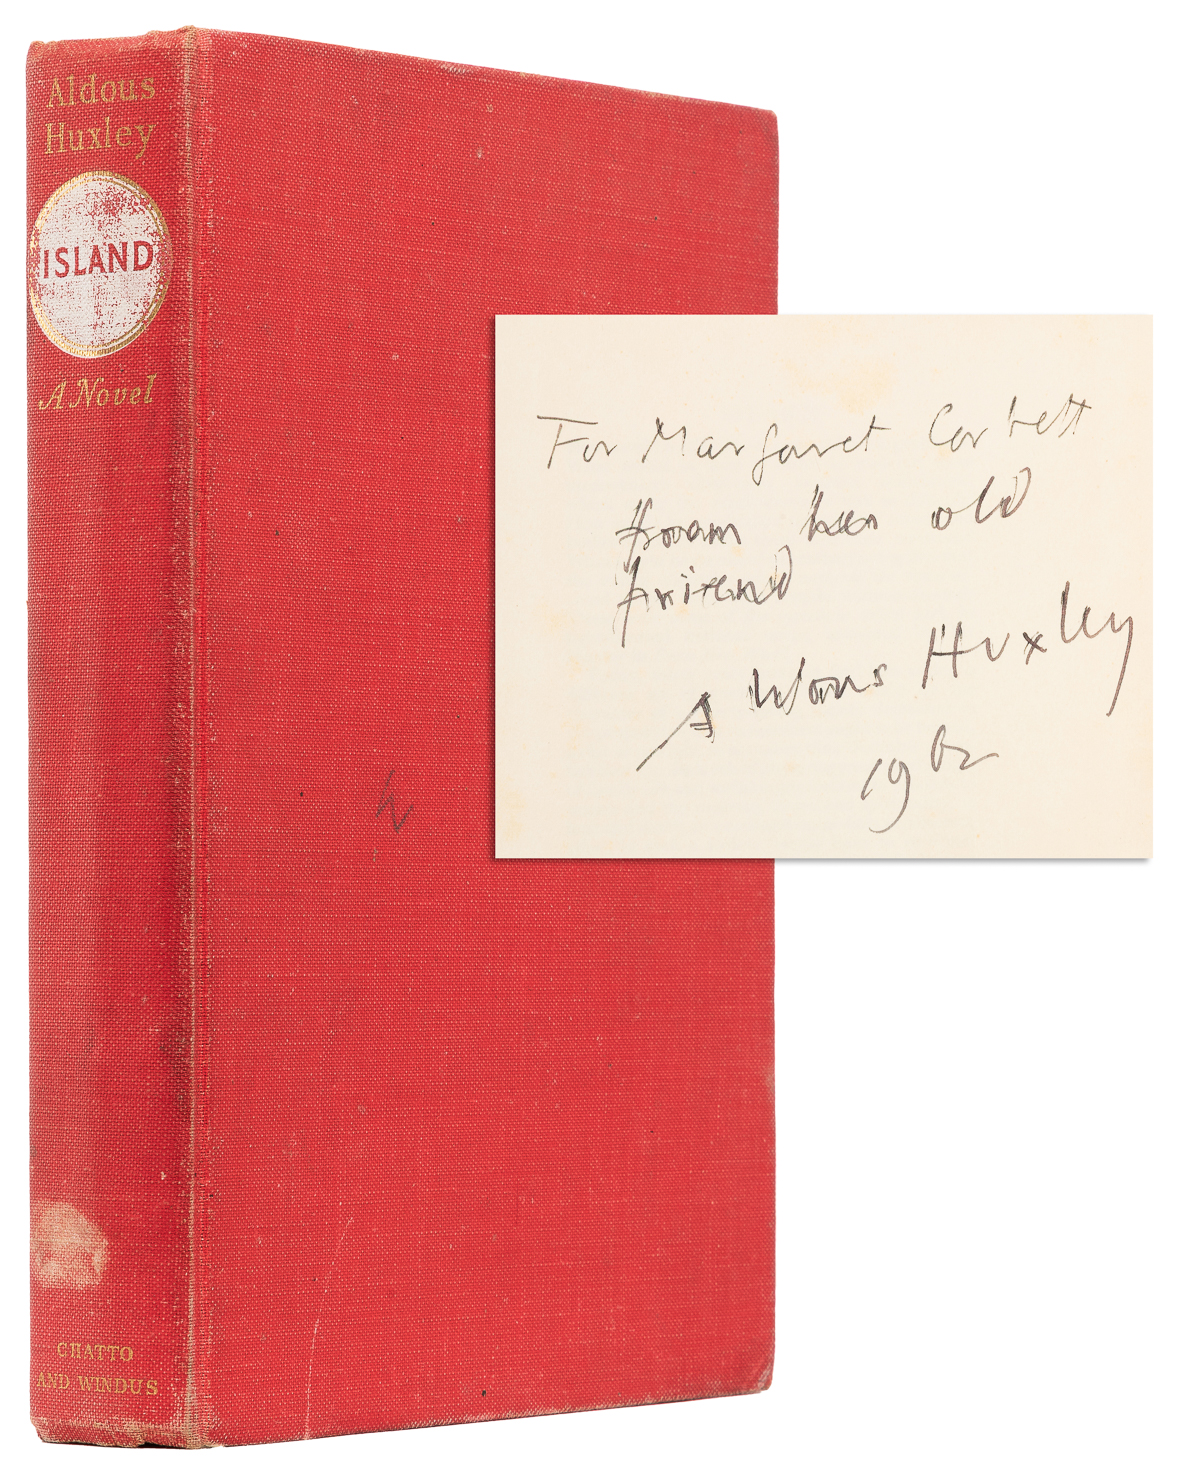 Aldous
Huxley
ISLAND
A Novel
CHATTO
AND WINDUS
For Margaret Corbett
from her old
friend
Aldous Huxley
1962